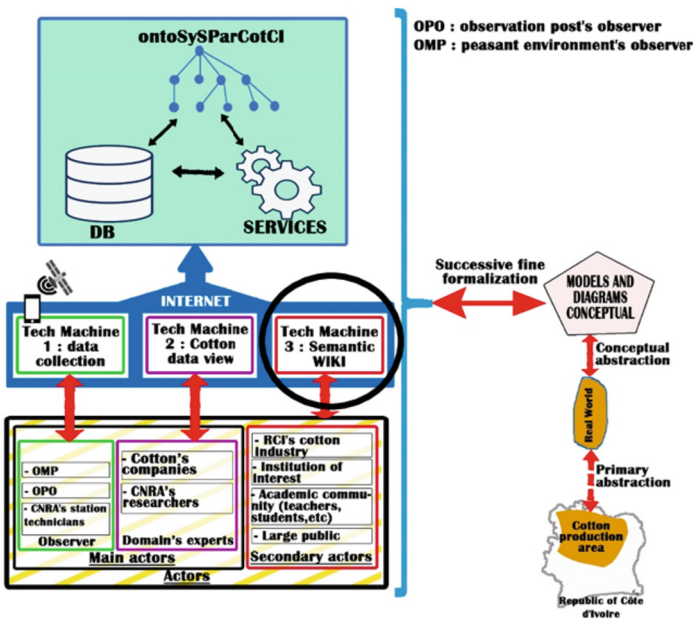 OPO : observation post's observer
OMP : peasant environment's observer
ontoSySParCotCI
DB
SERVICES
INTERNET
Tech Machine
1 : data
collection
Tech Machine
2 : Cotton
data view
Tech Machine
3 : Semantic
WIKI
- OMP
- OPO
- CNRA's station
technicians
Observer
- Cotton's
companies
- CNRA's
researchers
Domain's experts
Main actors
- RCI's cotton
Industry
- Institution of
Interest
- Academic commu-
nity (teachers,
students,etc)
- Large public
Secondary actors
Actors
Successive fine
formalization
MODELS AND
DIAGRAMS
CONCEPTUAL
Conceptual
abstraction
Real World
Primary
abstraction
Cotton
production
area
Republic of Côte
d'Ivoire